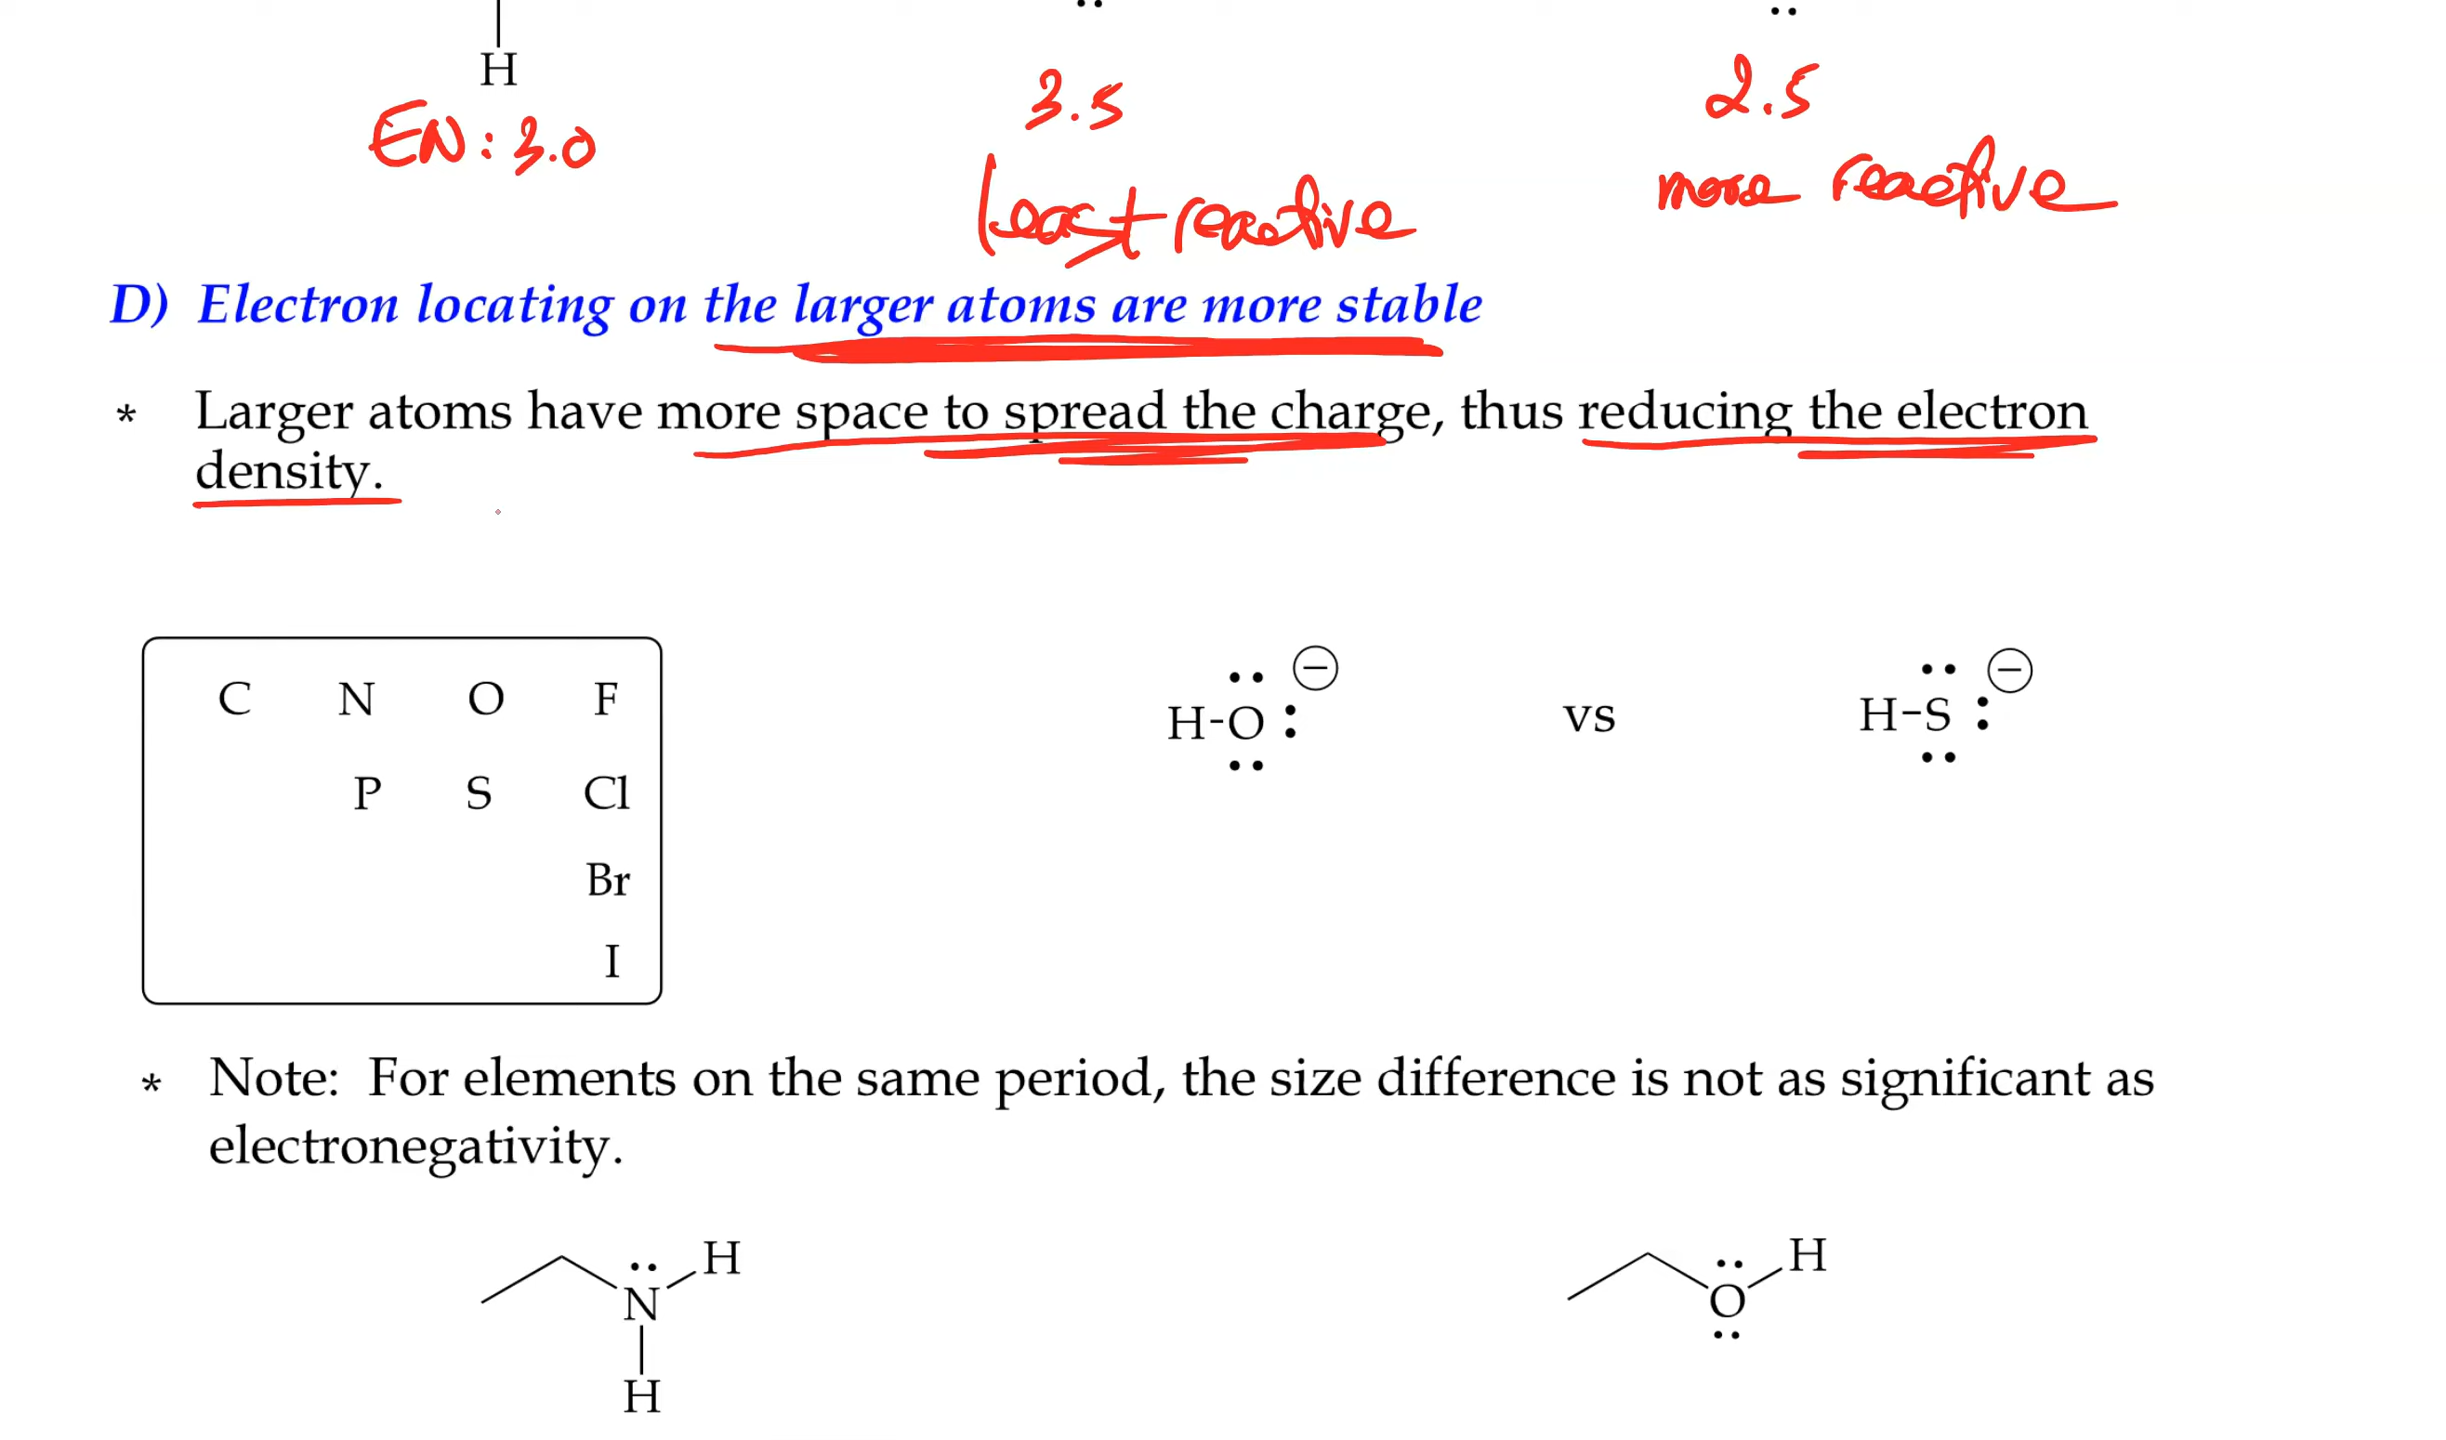 H
EN: 3.0
3.5
2.5
least reactive
more reactive
D) Electron locating on the larger atoms are more stable
* Larger atoms have more space to spread the charge, thus reducing the electron
density.
C N O F
P S Cl
Br
I
H-O
vs
H-S
* Note: For elements on the same period, the size difference is not as significant as
electronegativity.
N H
H
O H